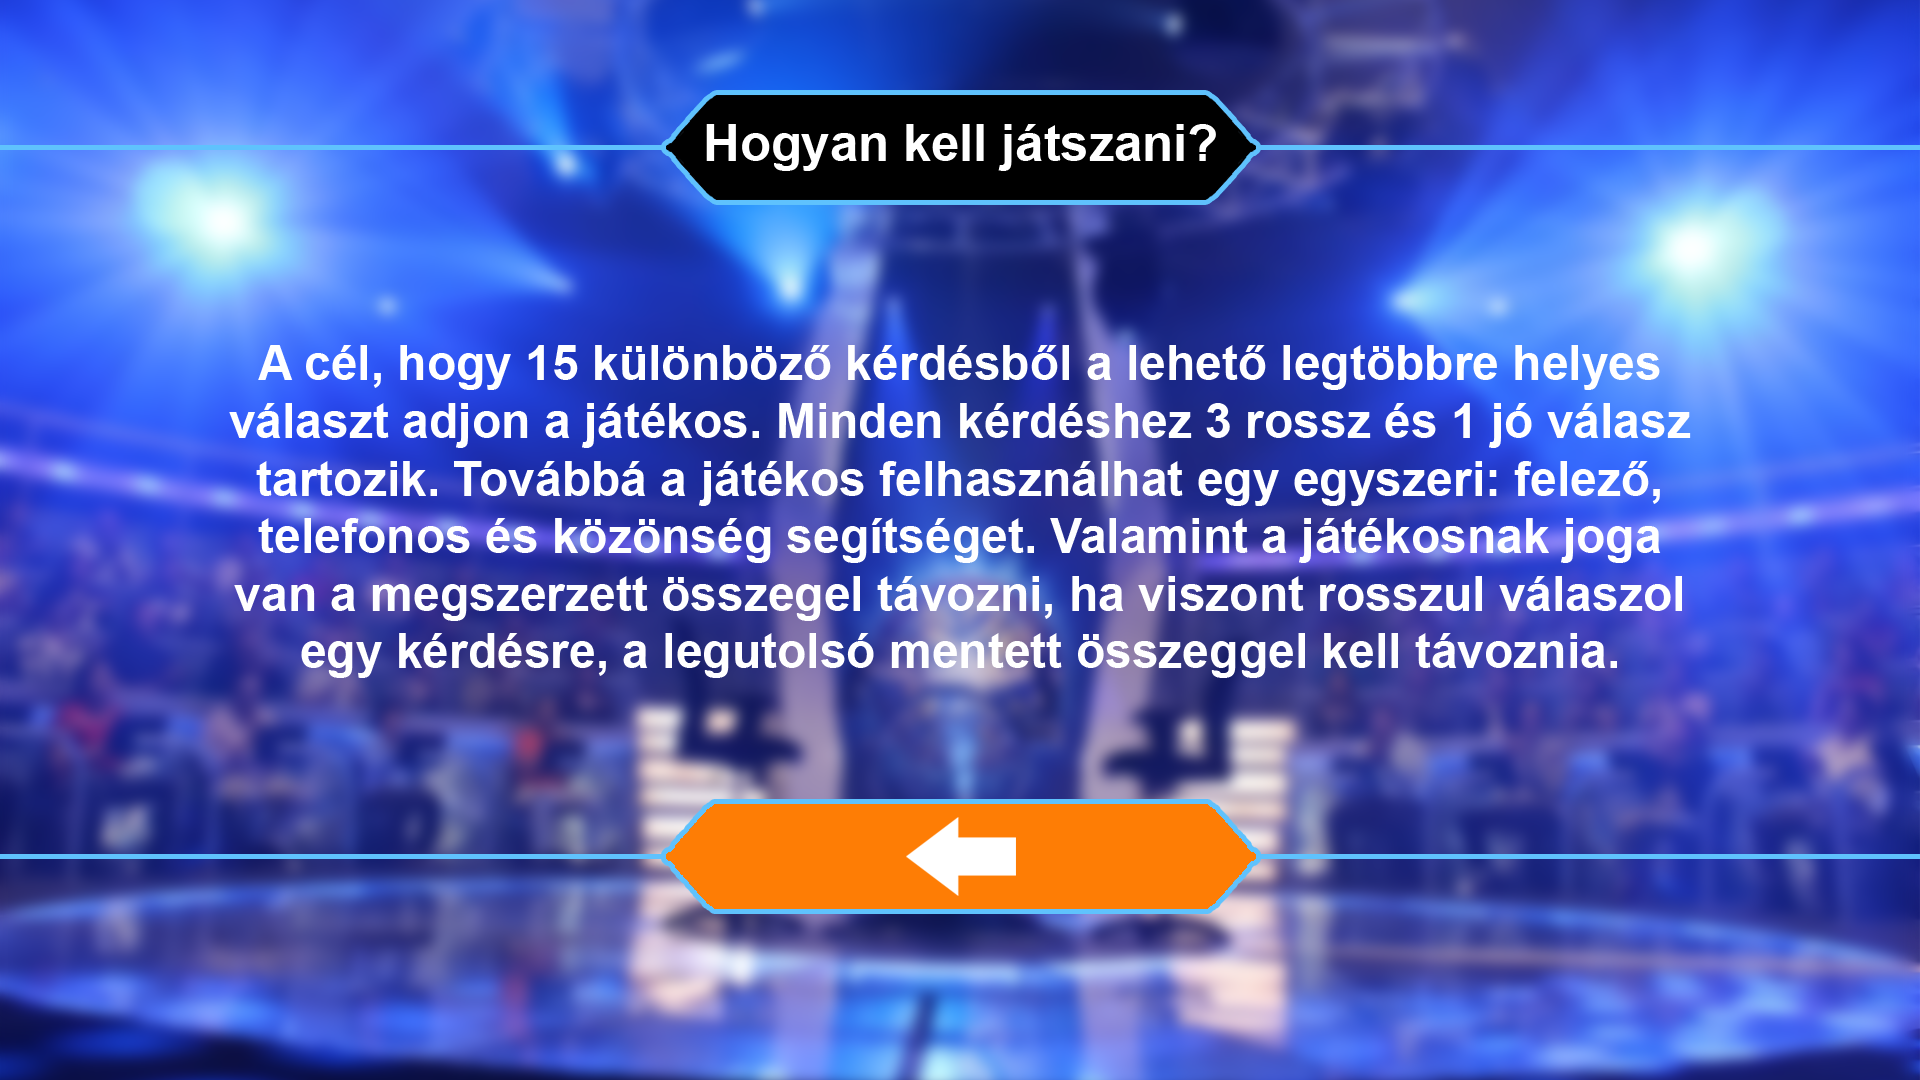 Hogyan kell játszani?
A cél, hogy 15 különböző kérdésből a lehető legtöbbre helyes
választ adjon a játékos. Minden kérdéshez 3 rossz és 1 jó válasz
tartozik. Továbbá a játékos felhasználhat egy egyszeri: felező,
telefonos és közönség segítséget. Valamint a játékosnak joga
van a megszerzett összegel távozni, ha viszont rosszul válaszol
egy kérdésre, a legutolsó mentett összeggel kell távoznia.